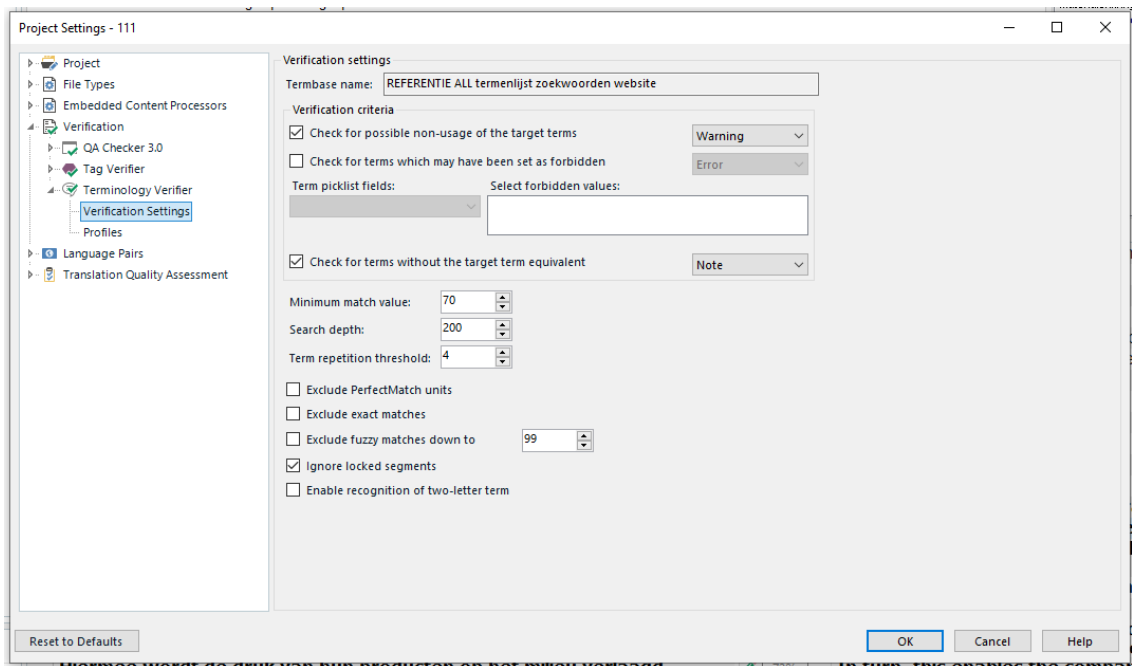 Project Settings - 111
Project
File Types
Embedded Content Processors
Verification
QA Checker 3.0
Tag Verifier
Terminology Verifier
Verification Settings
Profiles
Language Pairs
Translation Quality Assessment
Verification settings
Termbase name: REFERENTIE ALL termenlijst zoekwoorden website
Verification criteria
Check for possible non-usage of the target terms Warning
Check for terms which may have been set as forbidden Error
Term picklist fields: Select forbidden values:
Check for terms without the target term equivalent Note
Minimum match value: 70
Search depth: 200
Term repetition threshold: 4
Exclude PerfectMatch units
Exclude exact matches
Exclude fuzzy matches down to 99
Ignore locked segments
Enable recognition of two-letter term
Reset to Defaults OK Cancel Help